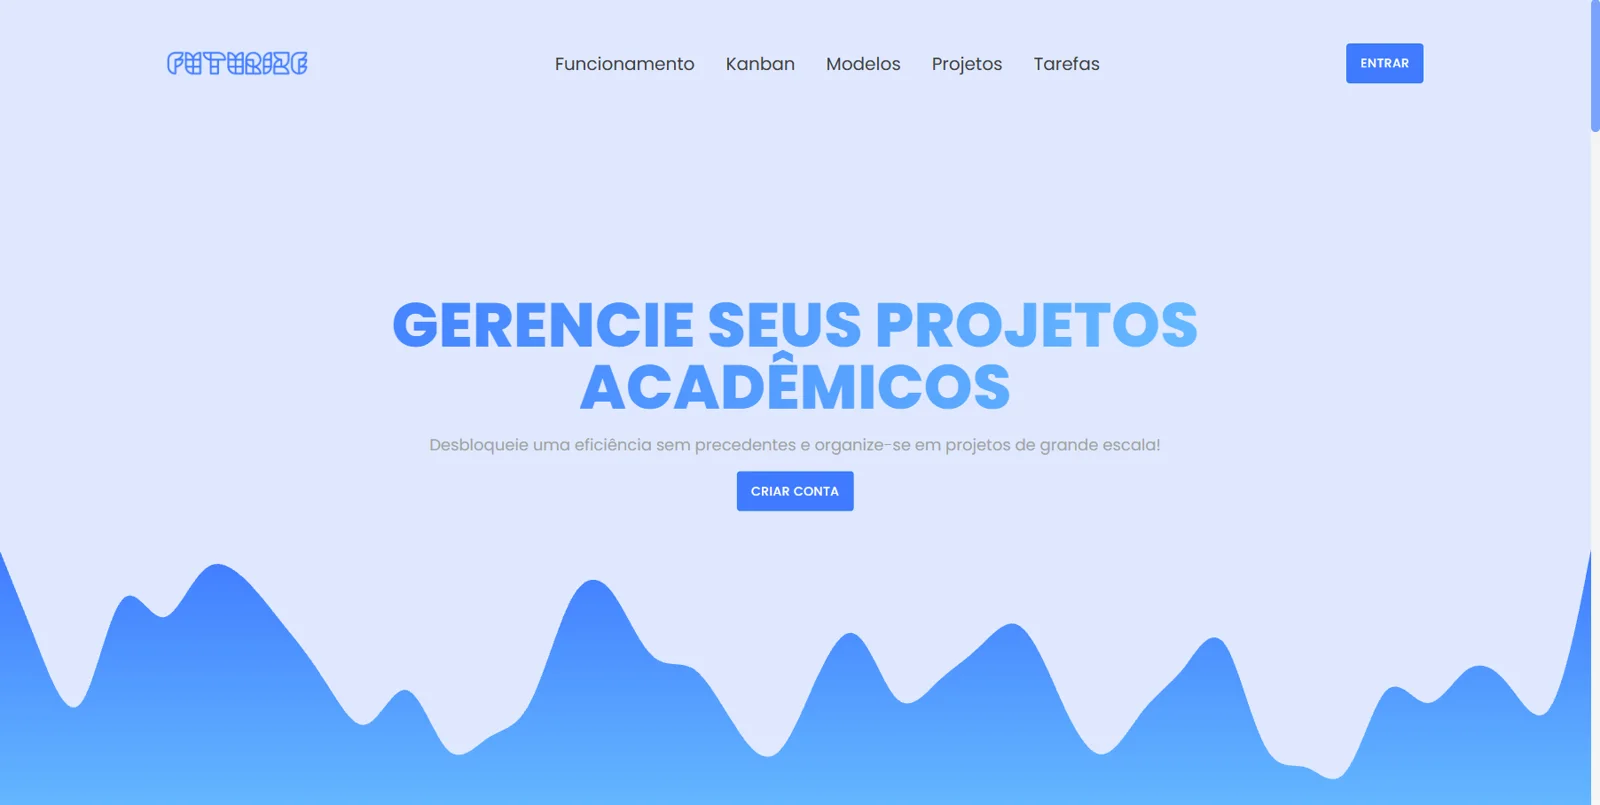 FUTURIZE
Funcionamento Kanban Modelos Projetos Tarefas
ENTRAR
GERENCIE SEUS PROJETOS
ACADÊMICOS
Desbloqueie uma eficiência sem precedentes e organize-se em projetos de grande escala!
CRIAR CONTA